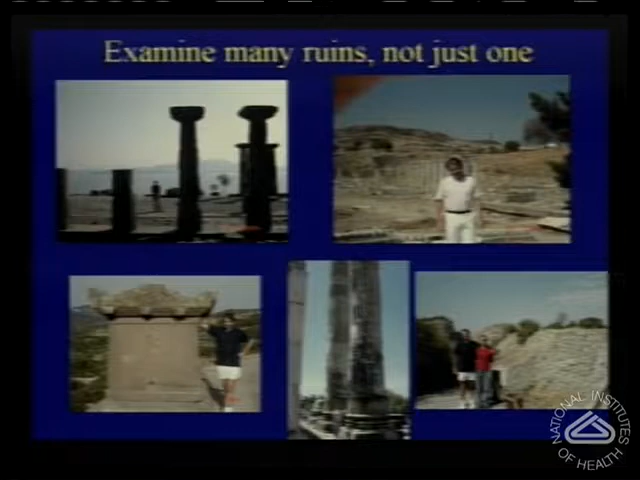 Examine many ruins, not just one
NATIONAL INSTITUTES
OF HEALTH